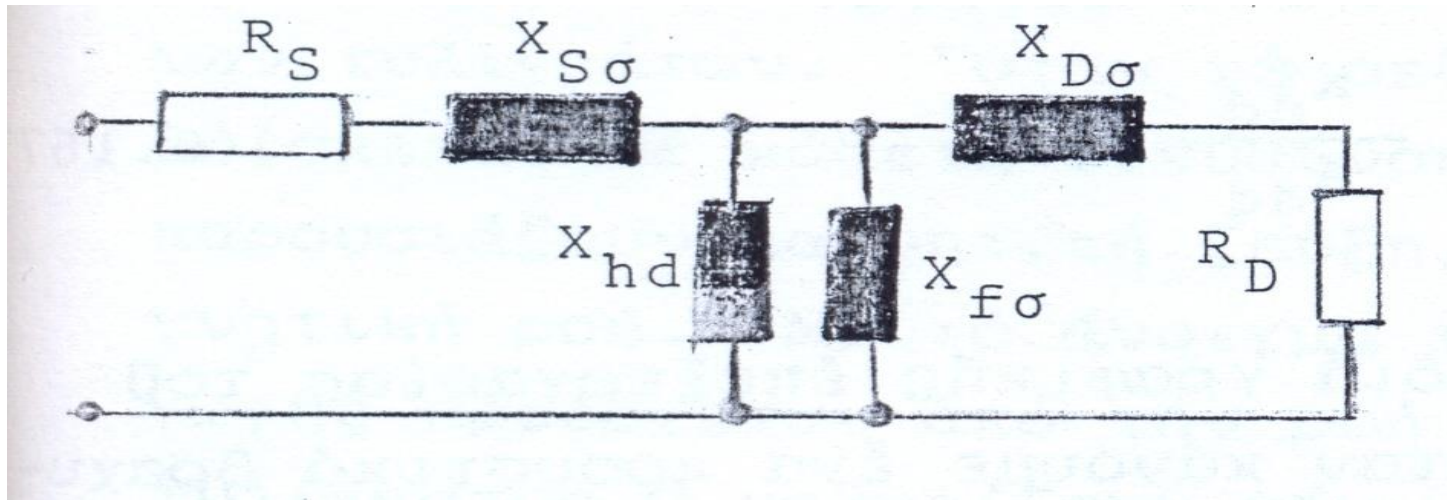 R_S
X_Sσ
X_Dσ
X_hd
X_fσ
R_D